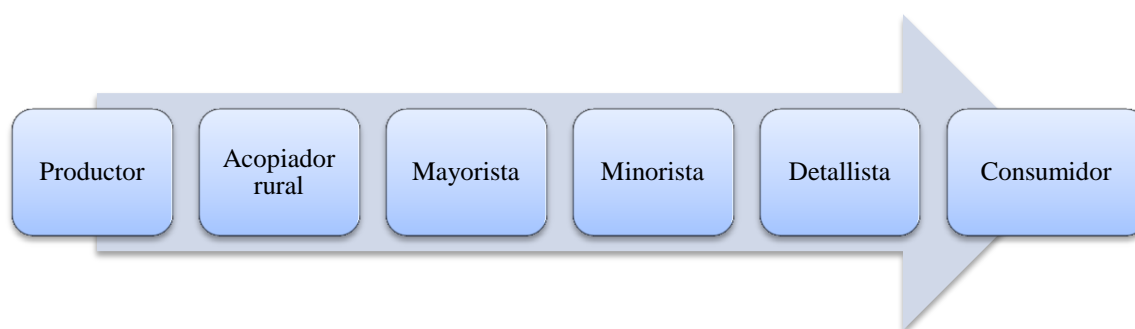 Productor
Acopiador
rural
Mayorista
Minorista
Detallista
Consumidor